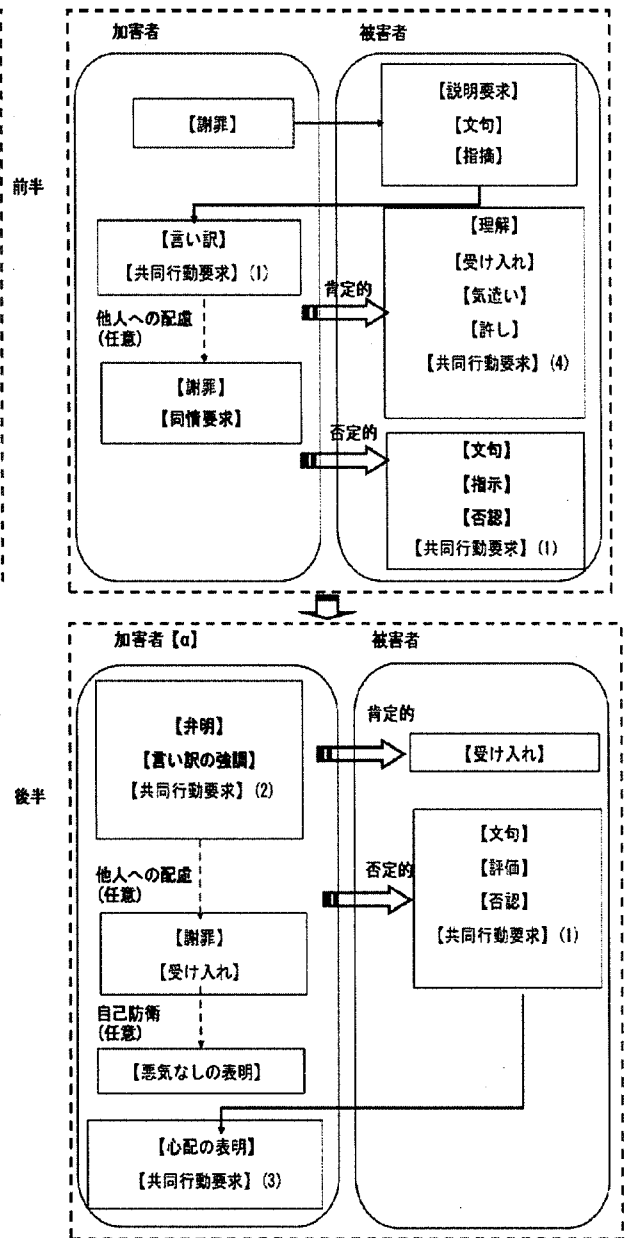 加害者
被害者
【謝罪】
【説明要求】
【文句】
【指摘】
前半
【言い訳】
【共同行動要求】(1)
他人への配慮
(任意)
【謝罪】
【同情要求】
肯定的
【理解】
【受け入れ】
【気遣い】
【許し】
【共同行動要求】(4)
否定的
【文句】
【指示】
【否認】
【共同行動要求】(1)
加害者【α】
被害者
後半
【弁明】
【言い訳の強調】
【共同行動要求】(2)
肯定的
【受け入れ】
他人への配慮
(任意)
否定的
【文句】
【評価】
【否認】
【共同行動要求】(1)
【謝罪】
【受け入れ】
自己防衛
(任意)
【悪気なしの表明】
【心配の表明】
【共同行動要求】(3)